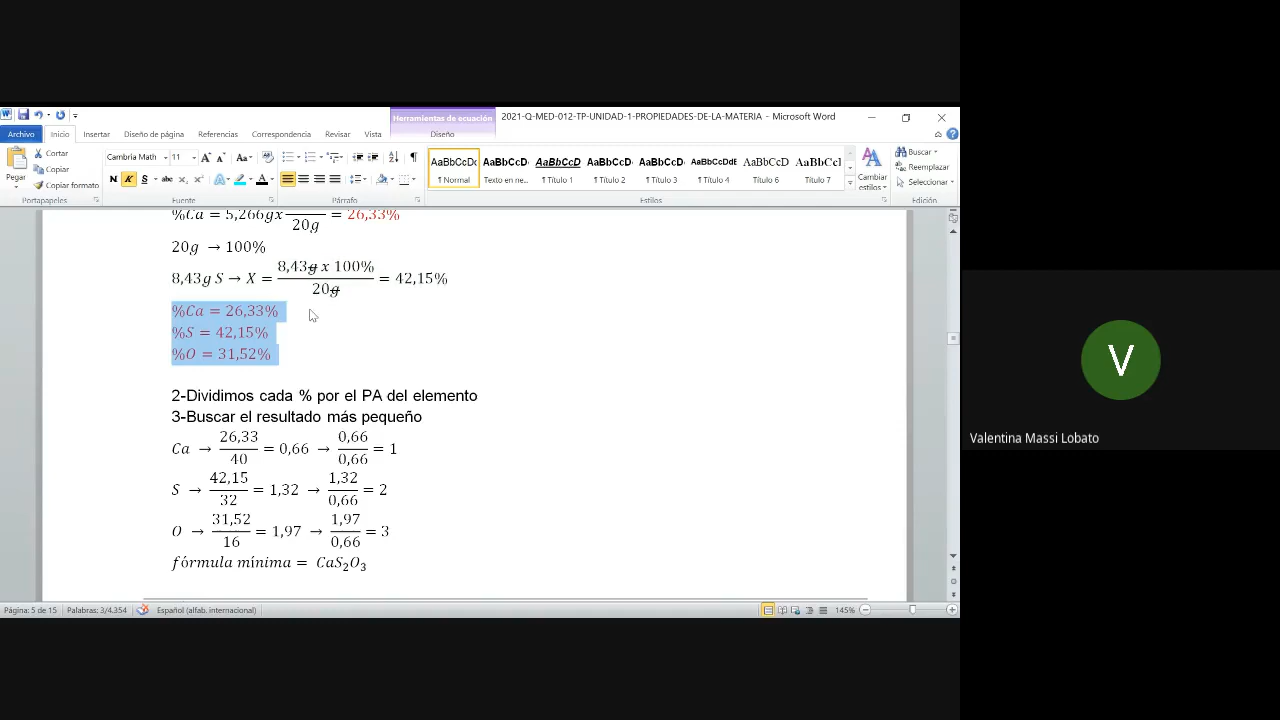 Herramientas de ecuación
2021-Q-MED-012-TP-UNIDAD-1-PROPIEDADES-DE-LA-MATERIA - Microsoft Word
Archivo Inicio Insertar Diseño de página Referencias Correspondencia Revisar Vista Diseño
Pegar
Cortar
Copiar
Copiar formato
Portapapeles
Cambria Math 11
N K S abc x₂ x²
Fuente
Párrafo
AaBbCcDc AaBbCcD AaBbCcD AaBbCcD AaBbCcD AaBbCcDdE AaBbCcD AaBbCcI
¶ Normal Texto en ne... ¶ Título 1 ¶ Título 2 ¶ Título 3 ¶ Título 4 Título 6 ¶ Título 7
Estilos
Cambiar estilos
Buscar
Reemplazar
Seleccionar
Edición
%Ca = 5,266gx ——/20g = 26,33%
20g → 100%
8,43g S → X = 8,43g x 100%/20g = 42,15%
%Ca = 26,33%
%S = 42,15%
%O = 31,52%
2-Dividimos cada % por el PA del elemento
3-Buscar el resultado más pequeño
Ca → 26,33/40 = 0,66 → 0,66/0,66 = 1
S → 42,15/32 = 1,32 → 1,32/0,66 = 2
O → 31,52/16 = 1,97 → 1,97/0,66 = 3
fórmula mínima = CaS₂O₃
Página: 5 de 15 Palabras: 3/4.354 Español (alfab. internacional) 145%
V
Valentina Massi Lobato